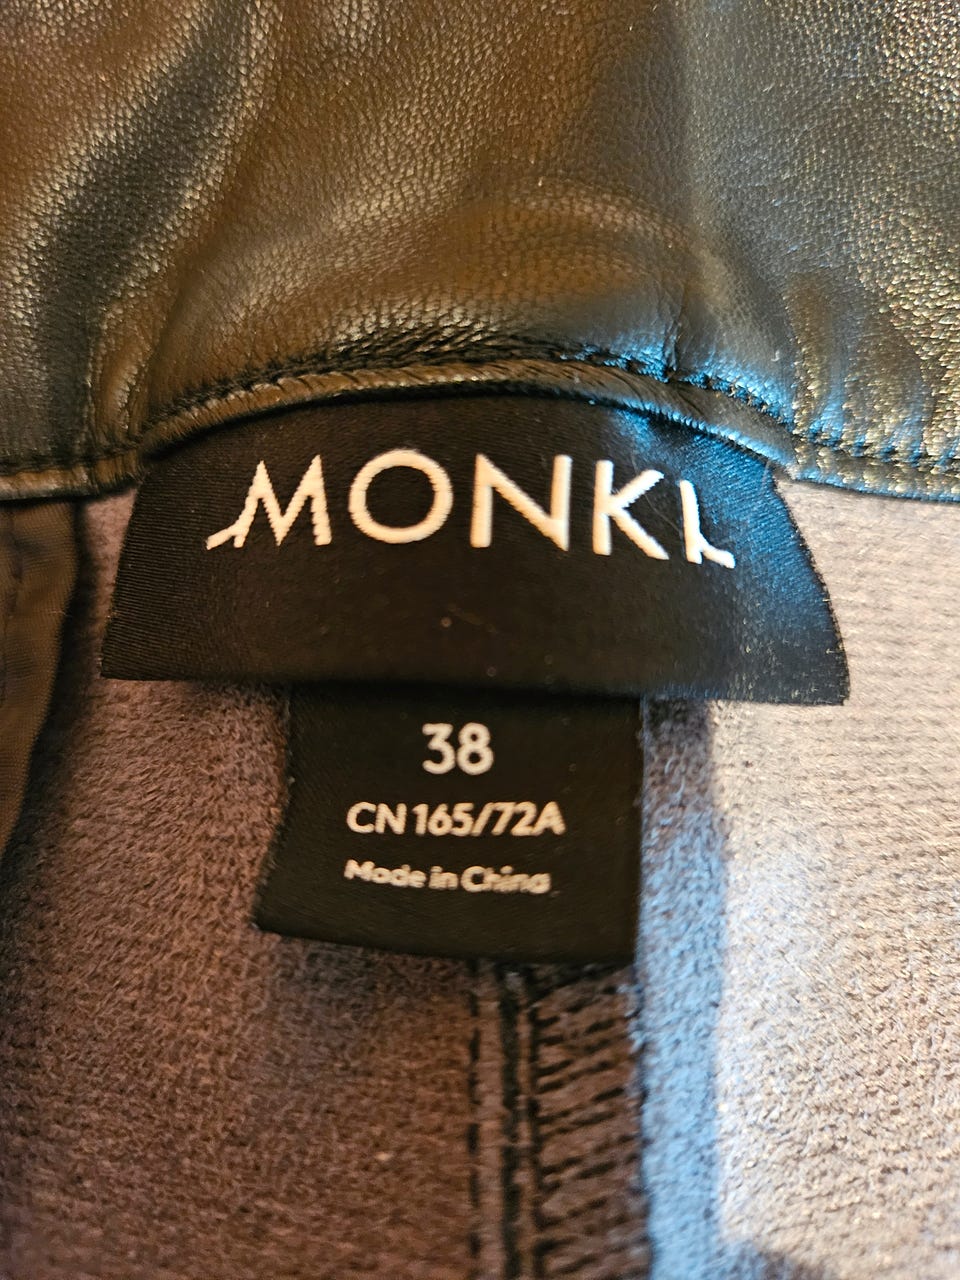 MONKI
38
CN 165/72A
Made in China